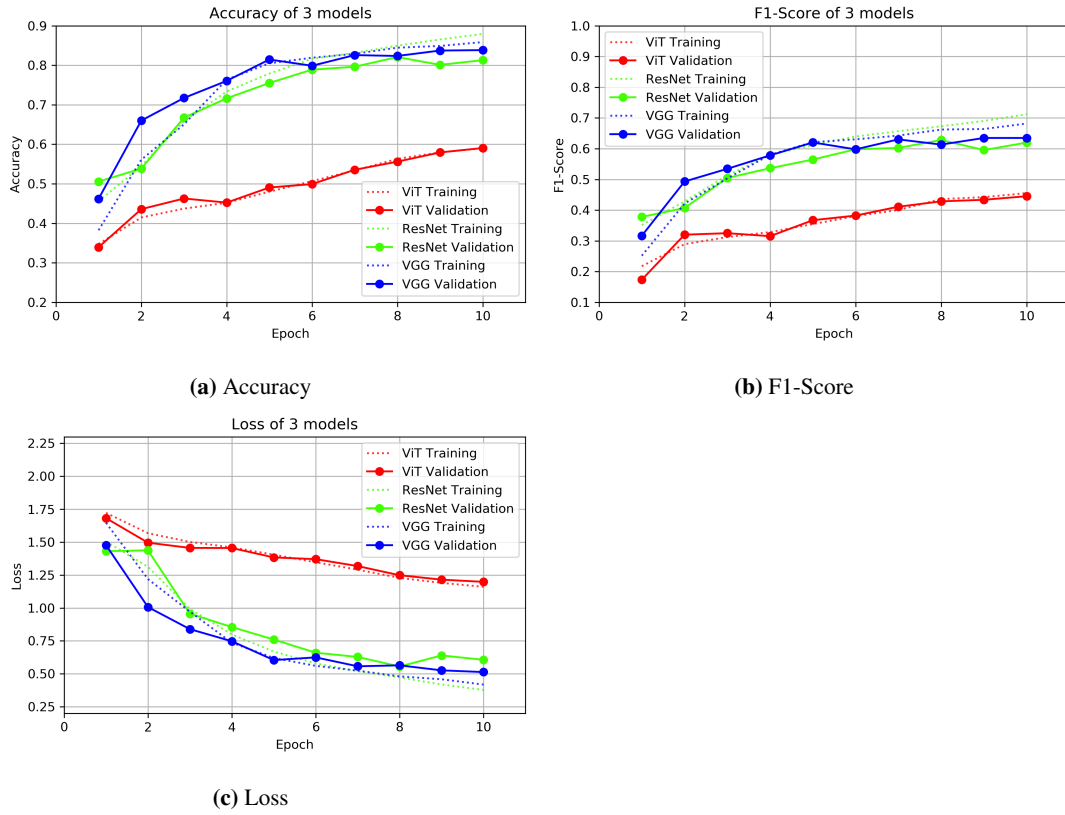 Accuracy of 3 models
0.9
0.8
0.7
0.6
0.5
0.4
0.3
0.2
Accuracy
ViT Training
ViT Validation
ResNet Training
ResNet Validation
VGG Training
VGG Validation
0 2 4 6 8 10
Epoch
(a) Accuracy
F1-Score of 3 models
1.0
0.9
0.8
0.7
0.6
0.5
0.4
0.3
0.2
0.1
F1-Score
ViT Training
ViT Validation
ResNet Training
ResNet Validation
VGG Training
VGG Validation
0 2 4 6 8 10
Epoch
(b) F1-Score
Loss of 3 models
2.25
2.00
1.75
1.50
1.25
1.00
0.75
0.50
0.25
Loss
ViT Training
ViT Validation
ResNet Training
ResNet Validation
VGG Training
VGG Validation
0 2 4 6 8 10
Epoch
(c) Loss